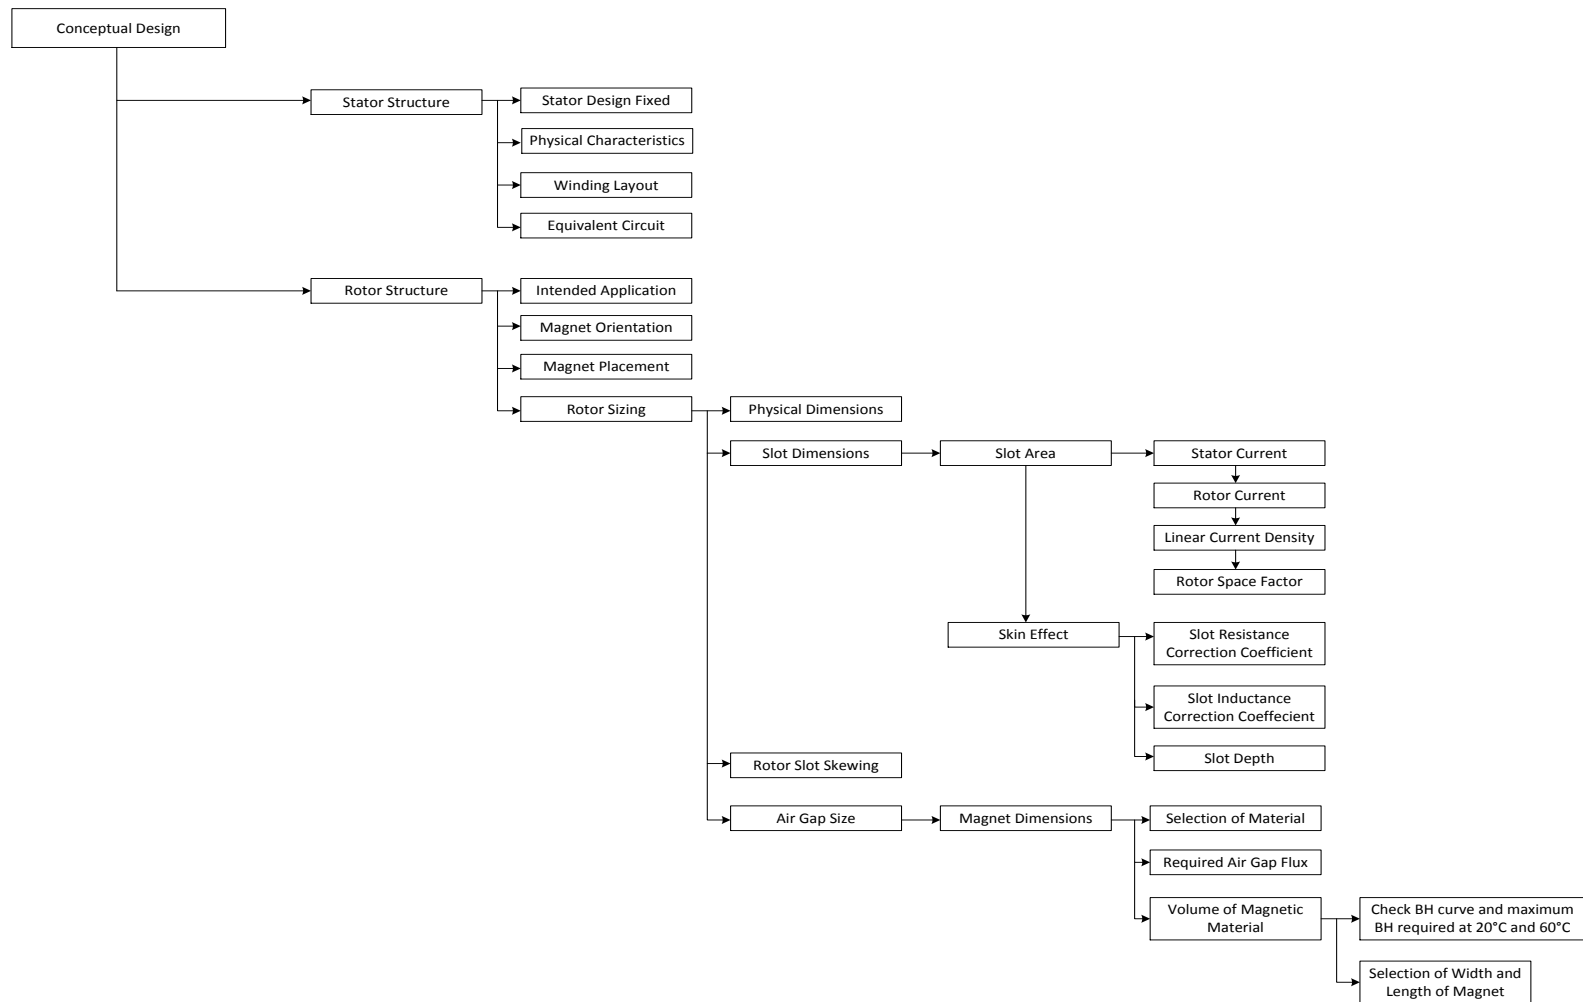 Conceptual Design
Stator Structure
Stator Design Fixed
Physical Characteristics
Winding Layout
Equivalent Circuit
Rotor Structure
Intended Application
Magnet Orientation
Magnet Placement
Rotor Sizing
Physical Dimensions
Slot Dimensions
Slot Area
Stator Current
Rotor Current
Linear Current Density
Rotor Space Factor
Skin Effect
Slot Resistance
Correction Coefficient
Slot Inductance
Correction Coeffecient
Slot Depth
Rotor Slot Skewing
Air Gap Size
Magnet Dimensions
Selection of Material
Required Air Gap Flux
Volume of Magnetic
Material
Check BH curve and maximum
BH required at 20°C and 60°C
Selection of Width and
Length of Magnet